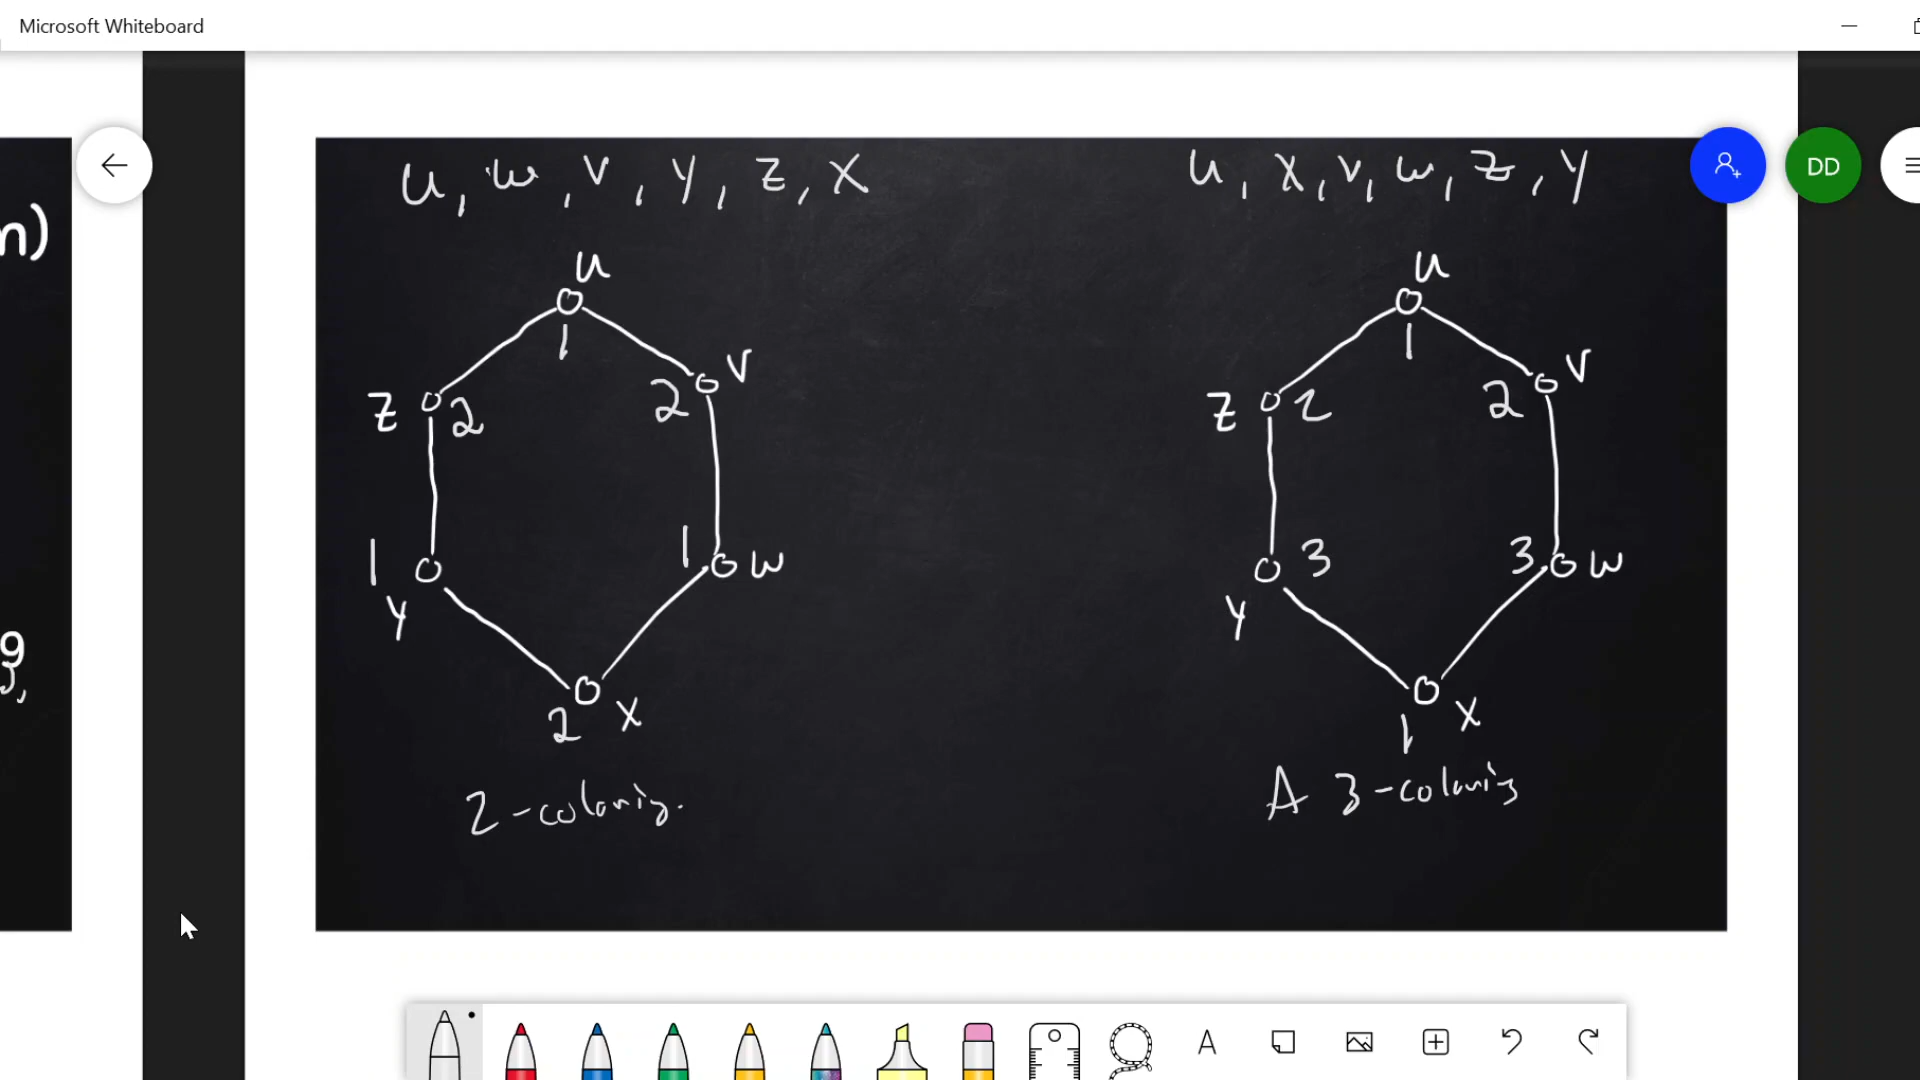 Microsoft Whiteboard
n)
g
,
DD
u, w, v, y, z, x
u
1
z 2
2 v
1
y
1 w
2 x
2-coloring.
u, x, v, w, z, y
u
1
z 2
2 v
3
y
3 w
1 x
A 3-coloring
A